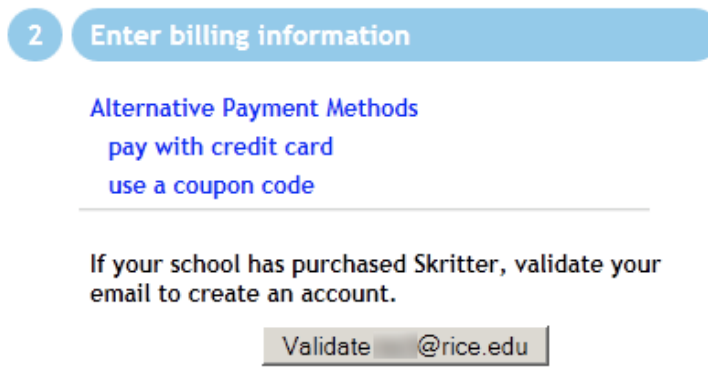 2 Enter billing information
Alternative Payment Methods
pay with credit card
use a coupon code
If your school has purchased Skritter, validate your
email to create an account.
Validate @rice.edu